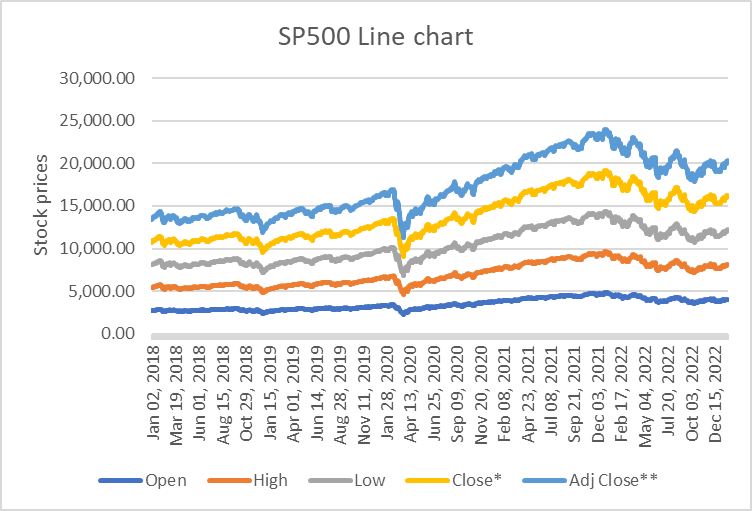 SP500 Line chart
Stock prices
30,000.00
25,000.00
20,000.00
15,000.00
10,000.00
5,000.00
0.00
Jan 02, 2018
Mar 19, 2018
Jun 01, 2018
Aug 15, 2018
Oct 29, 2018
Jan 15, 2019
Apr 01, 2019
Jun 14, 2019
Aug 28, 2019
Nov 11, 2019
Jan 28, 2020
Apr 13, 2020
Jun 25, 2020
Sep 09, 2020
Nov 20, 2020
Feb 08, 2021
Apr 23, 2021
Jul 08, 2021
Sep 21, 2021
Dec 03, 2021
Feb 17, 2022
May 04, 2022
Jul 20, 2022
Oct 03, 2022
Dec 15, 2022
Open
High
Low
Close*
Adj Close**